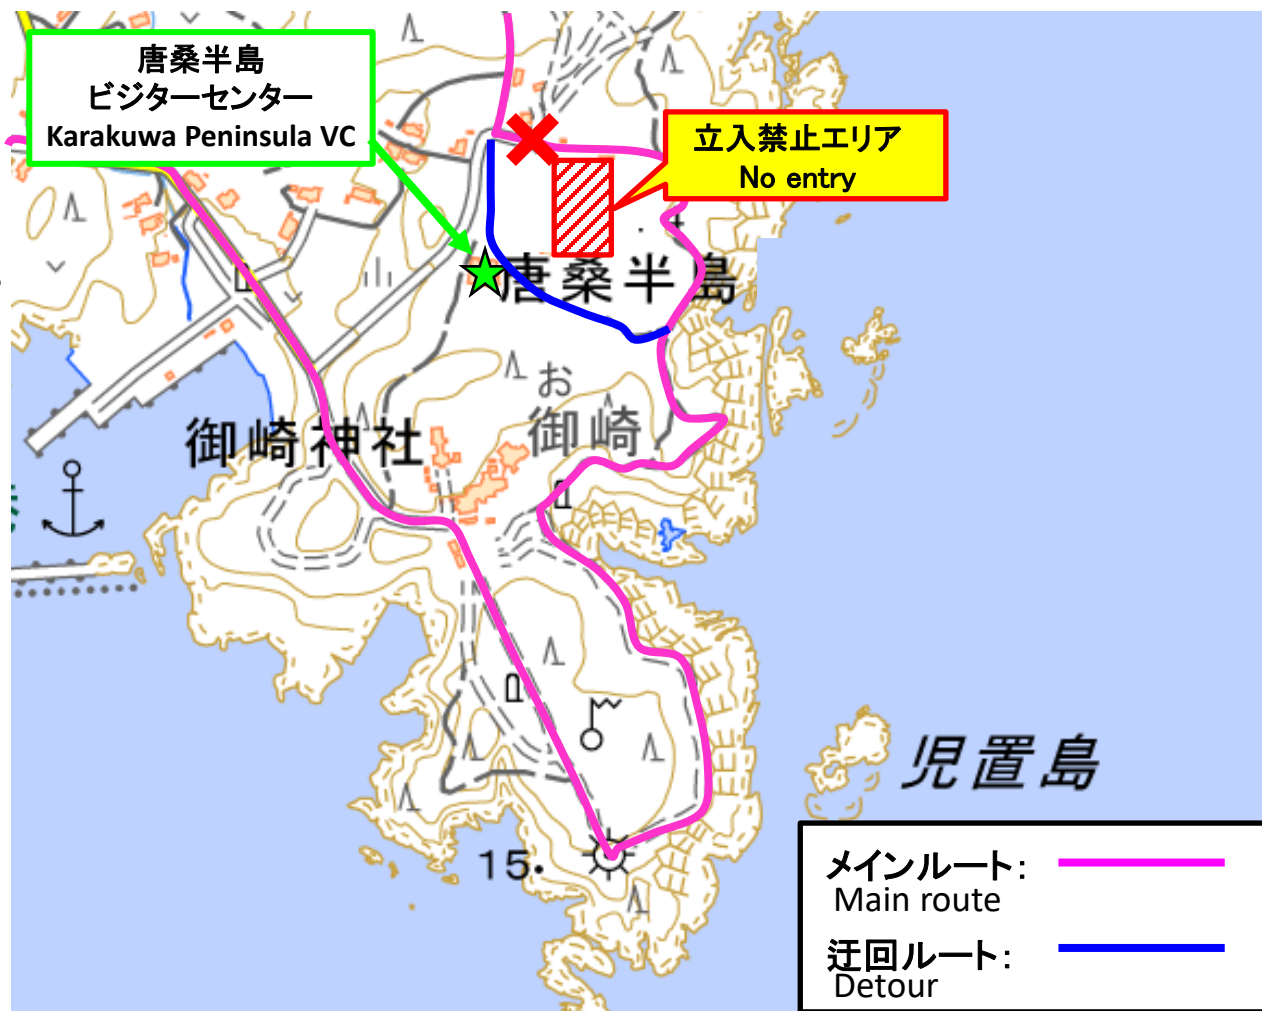 唐桑半島
ビジターセンター
Karakuwa Peninsula VC
立入禁止エリア
No entry
唐桑半島
お
御崎
御崎神社
児置島
15.
メインルート:
Main route
迂回ルート:
Detour